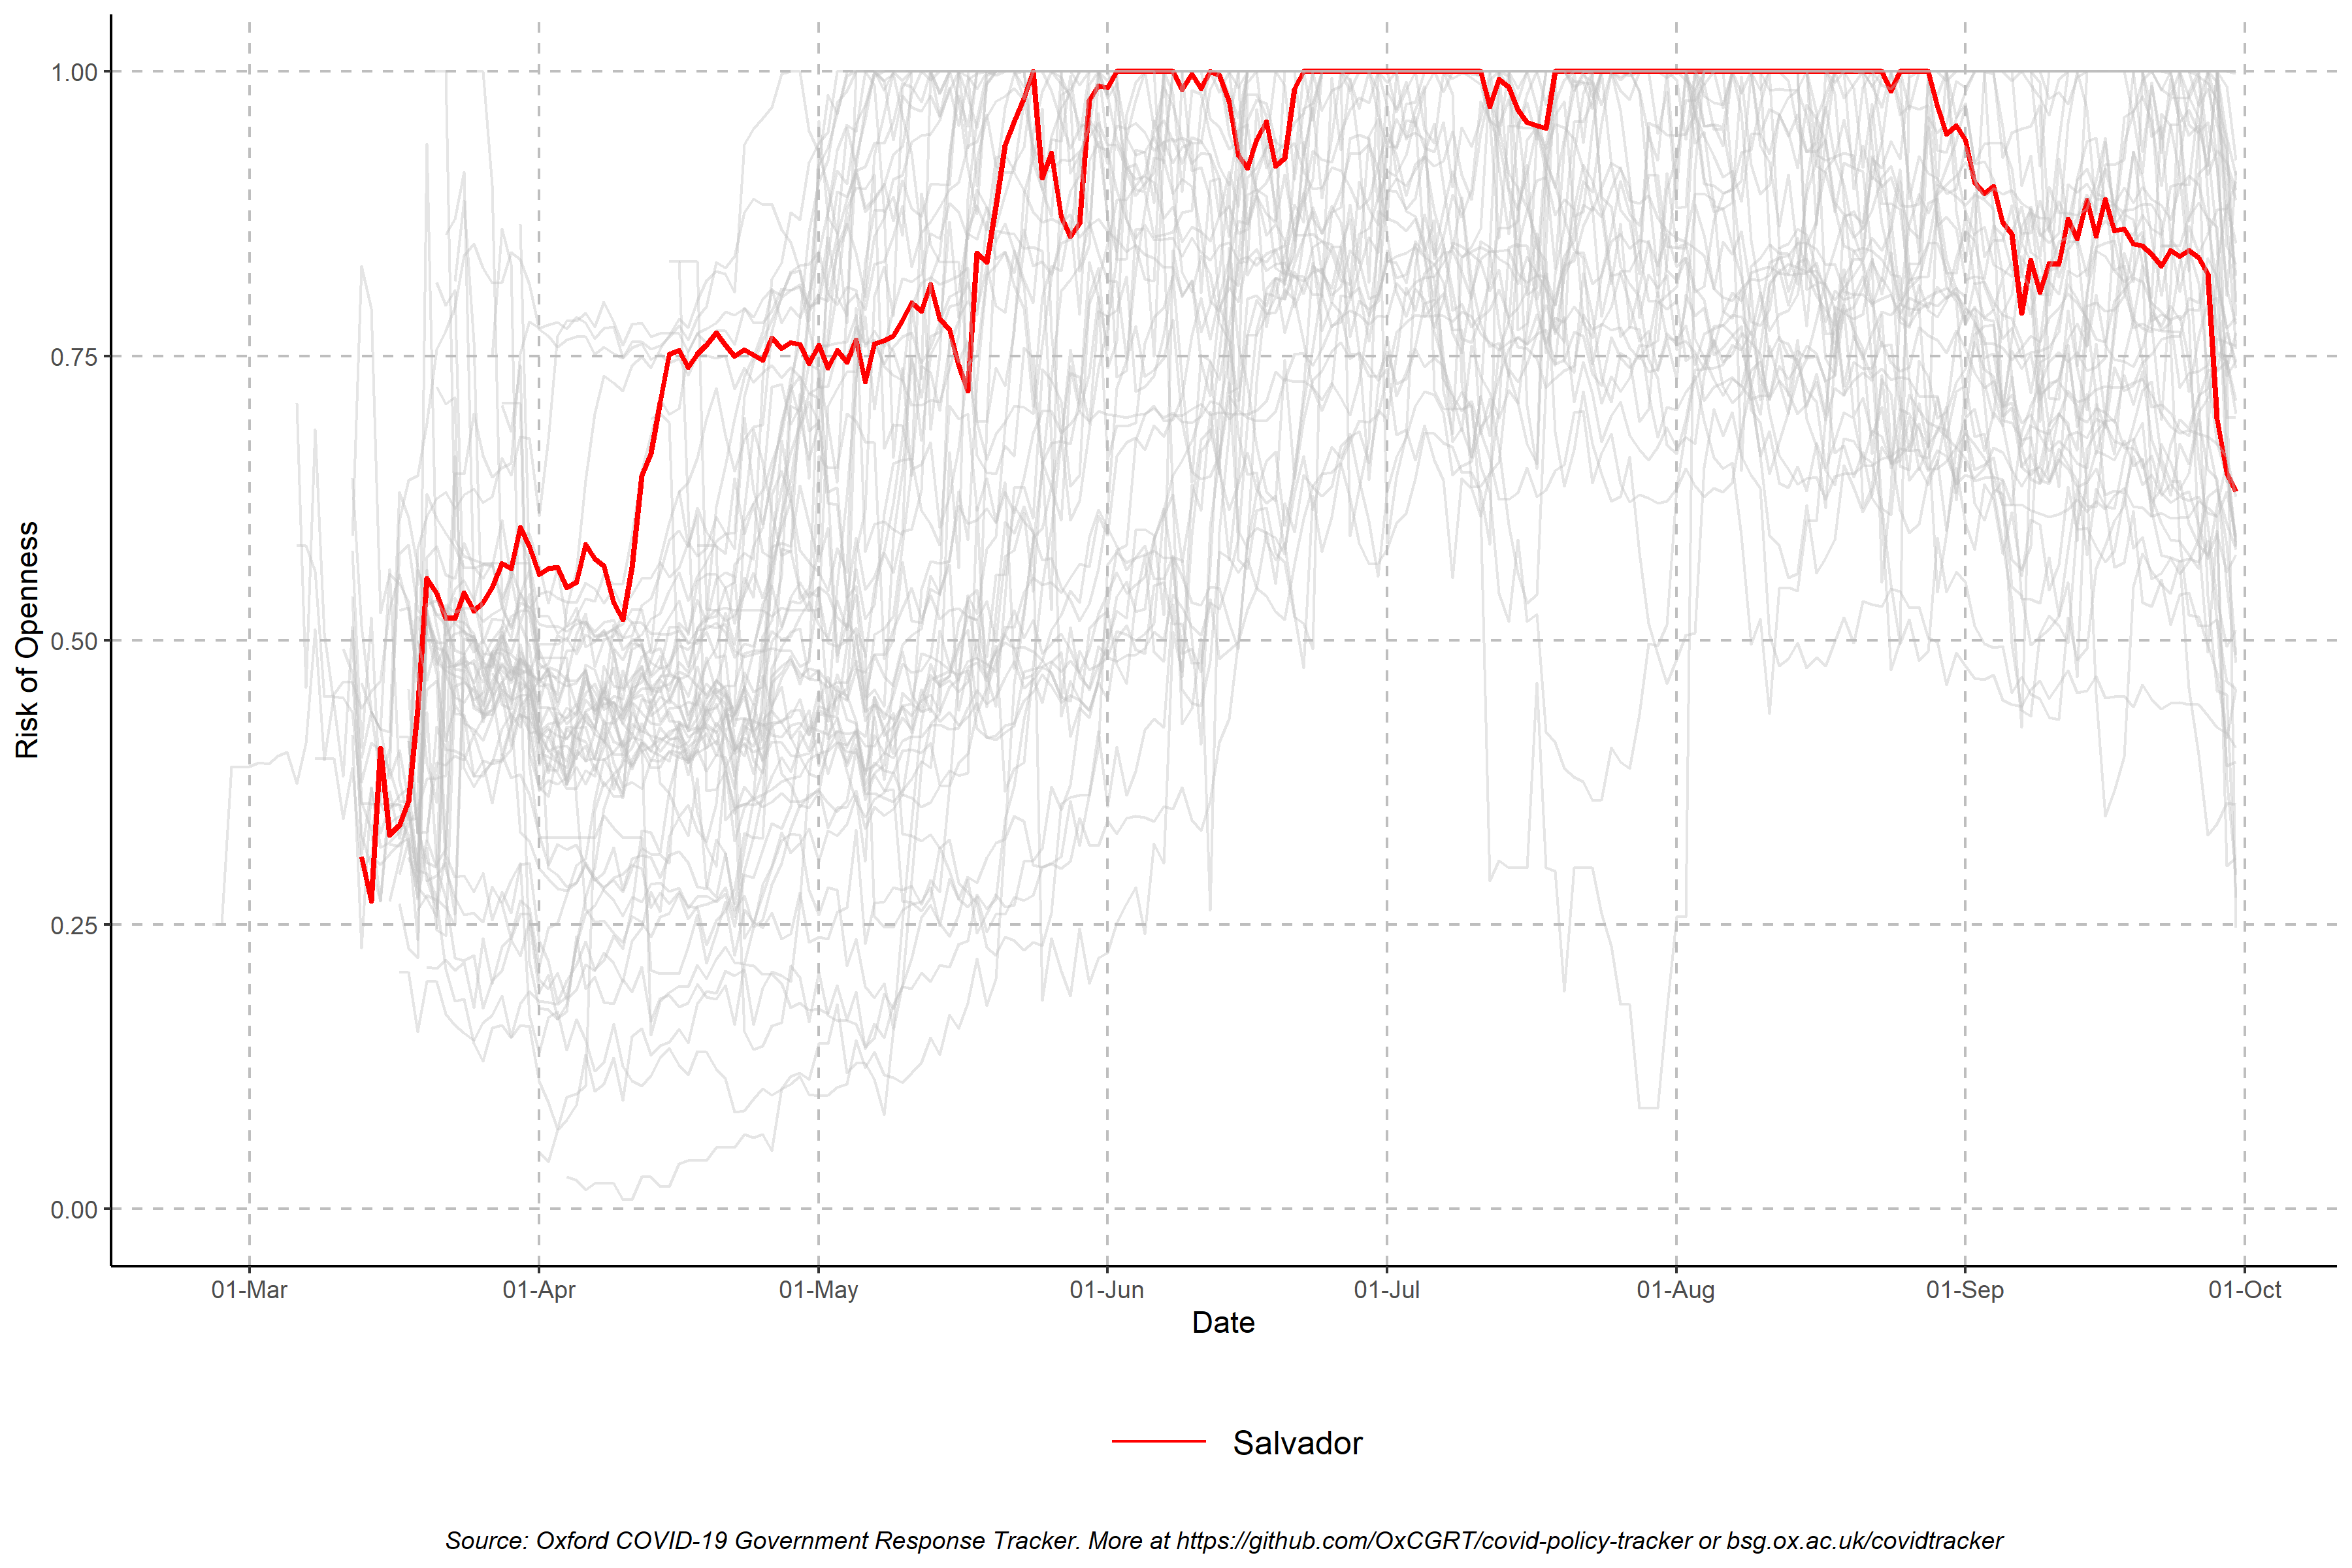 1.00
0.75
0.50
0.25
0.00
Risk of Openness
01-Mar 01-Apr 01-May 01-Jun 01-Jul 01-Aug 01-Sep 01-Oct
Date
Salvador
Source: Oxford COVID-19 Government Response Tracker. More at https://github.com/OxCGRT/covid-policy-tracker or bsg.ox.ac.uk/covidtracker